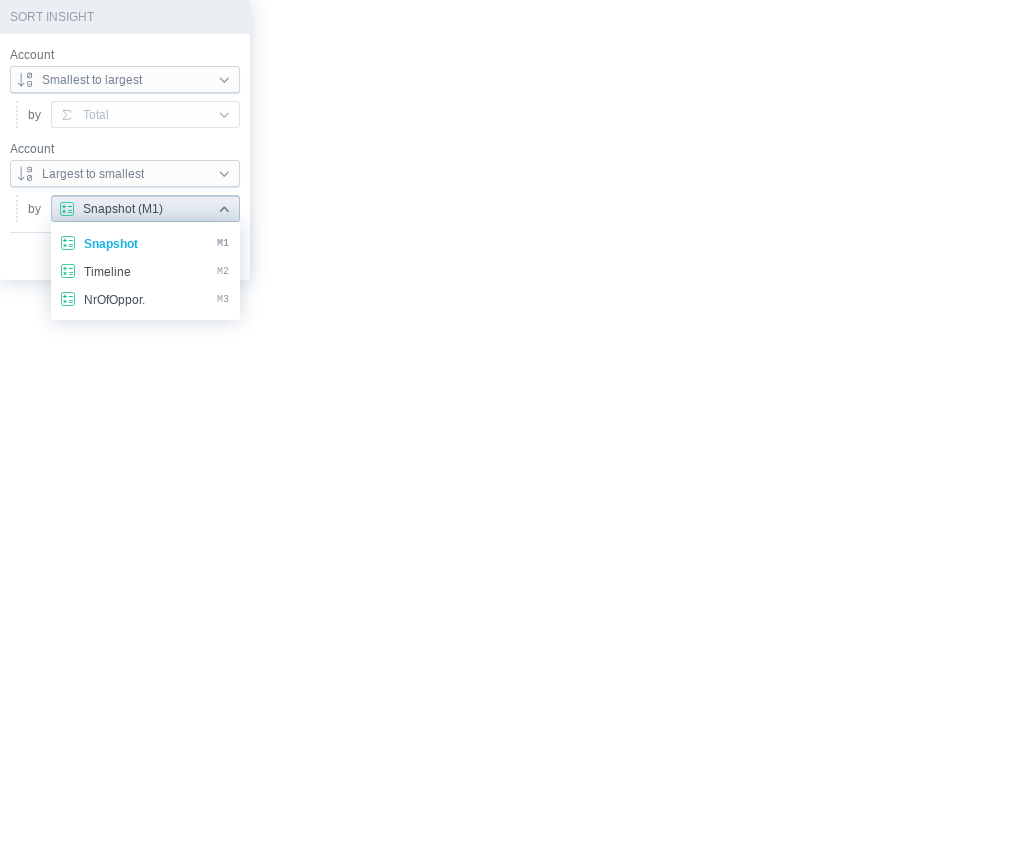 SORT INSIGHT
Account
Smallest to largest
by Total
Account
Largest to smallest
by Snapshot (M1)
Snapshot M1
Timeline M2
NrOfOppor. M3